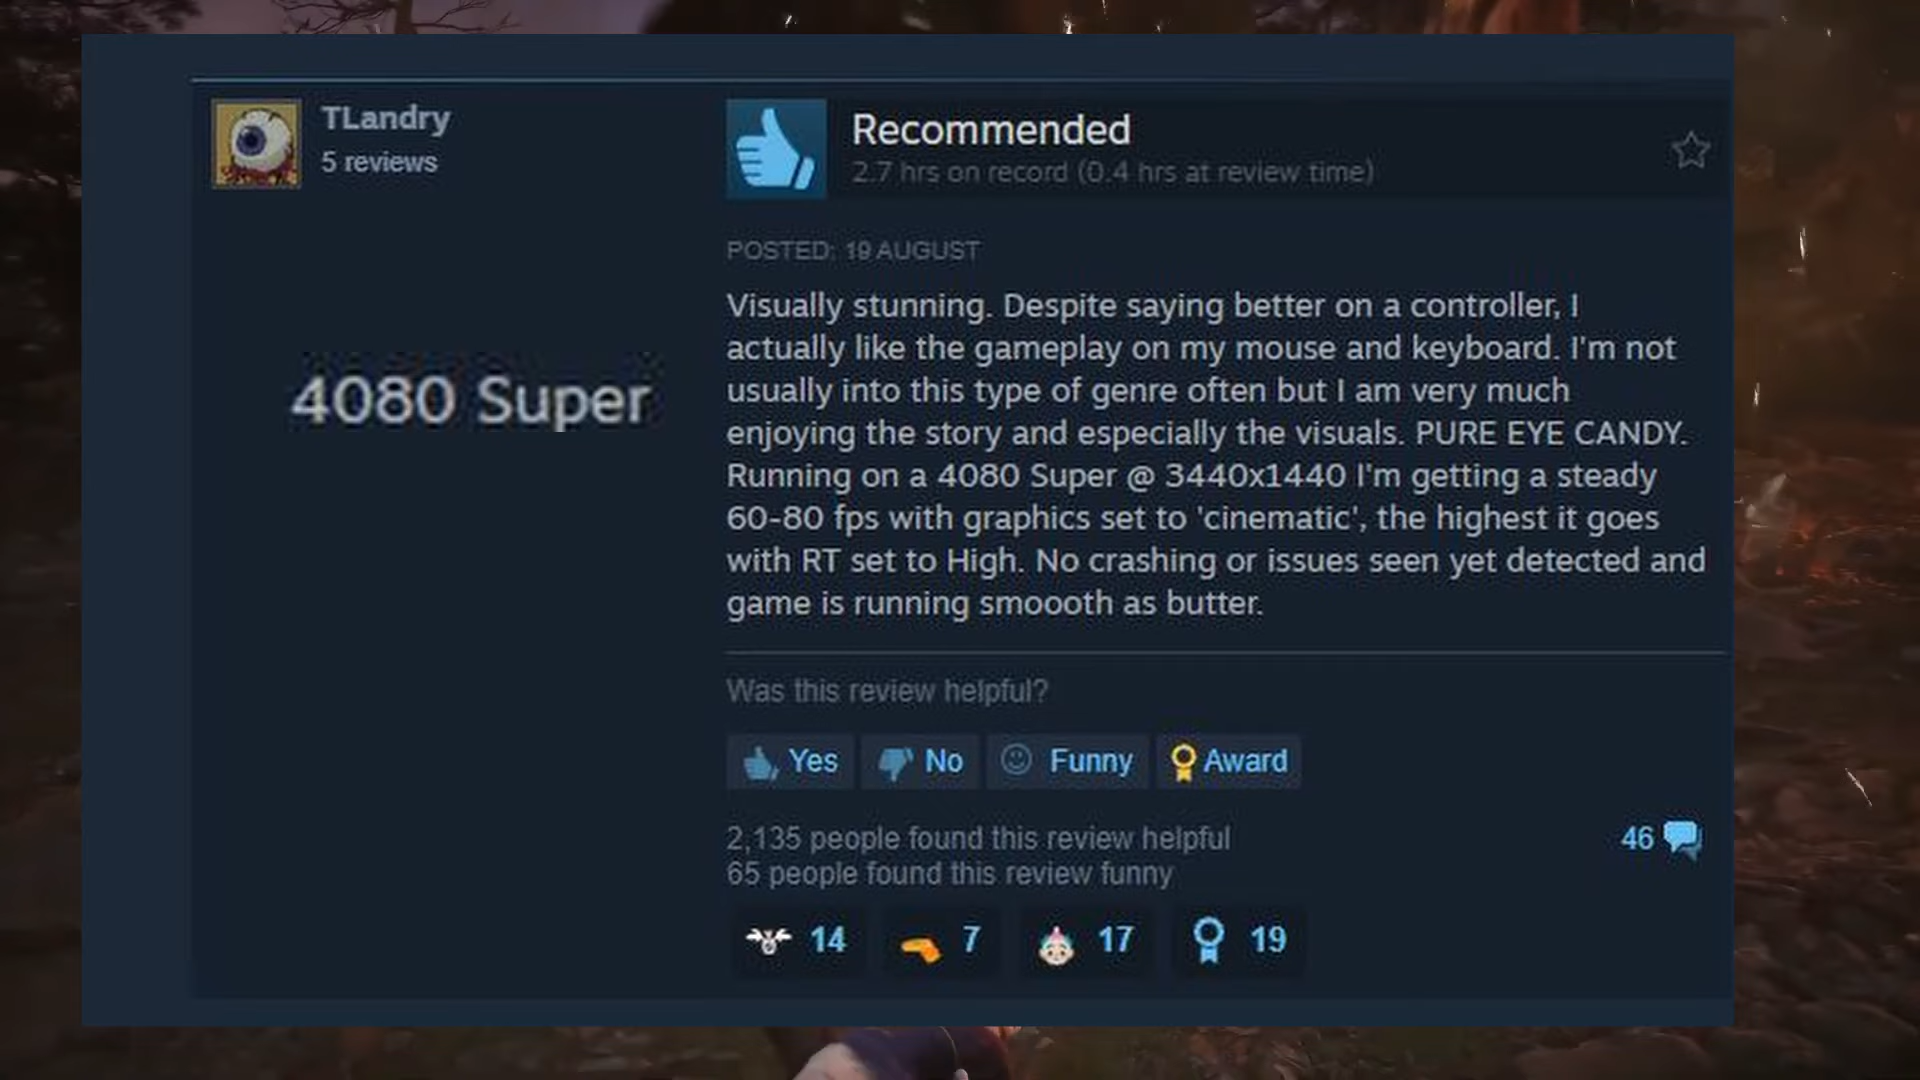 TLandry
5 reviews
Recommended
2.7 hrs on record (0.4 hrs at review time)
POSTED: 19 AUGUST
4080 Super
Visually stunning. Despite saying better on a controller, I
actually like the gameplay on my mouse and keyboard. I'm not
usually into this type of genre often but I am very much
enjoying the story and especially the visuals. PURE EYE CANDY.
Running on a 4080 Super @ 3440x1440 I'm getting a steady
60-80 fps with graphics set to 'cinematic', the highest it goes
with RT set to High. No crashing or issues seen yet detected and
game is running smoooth as butter.
Was this review helpful?
Yes No Funny Award
2,135 people found this review helpful
65 people found this review funny
46
14 7 17 19